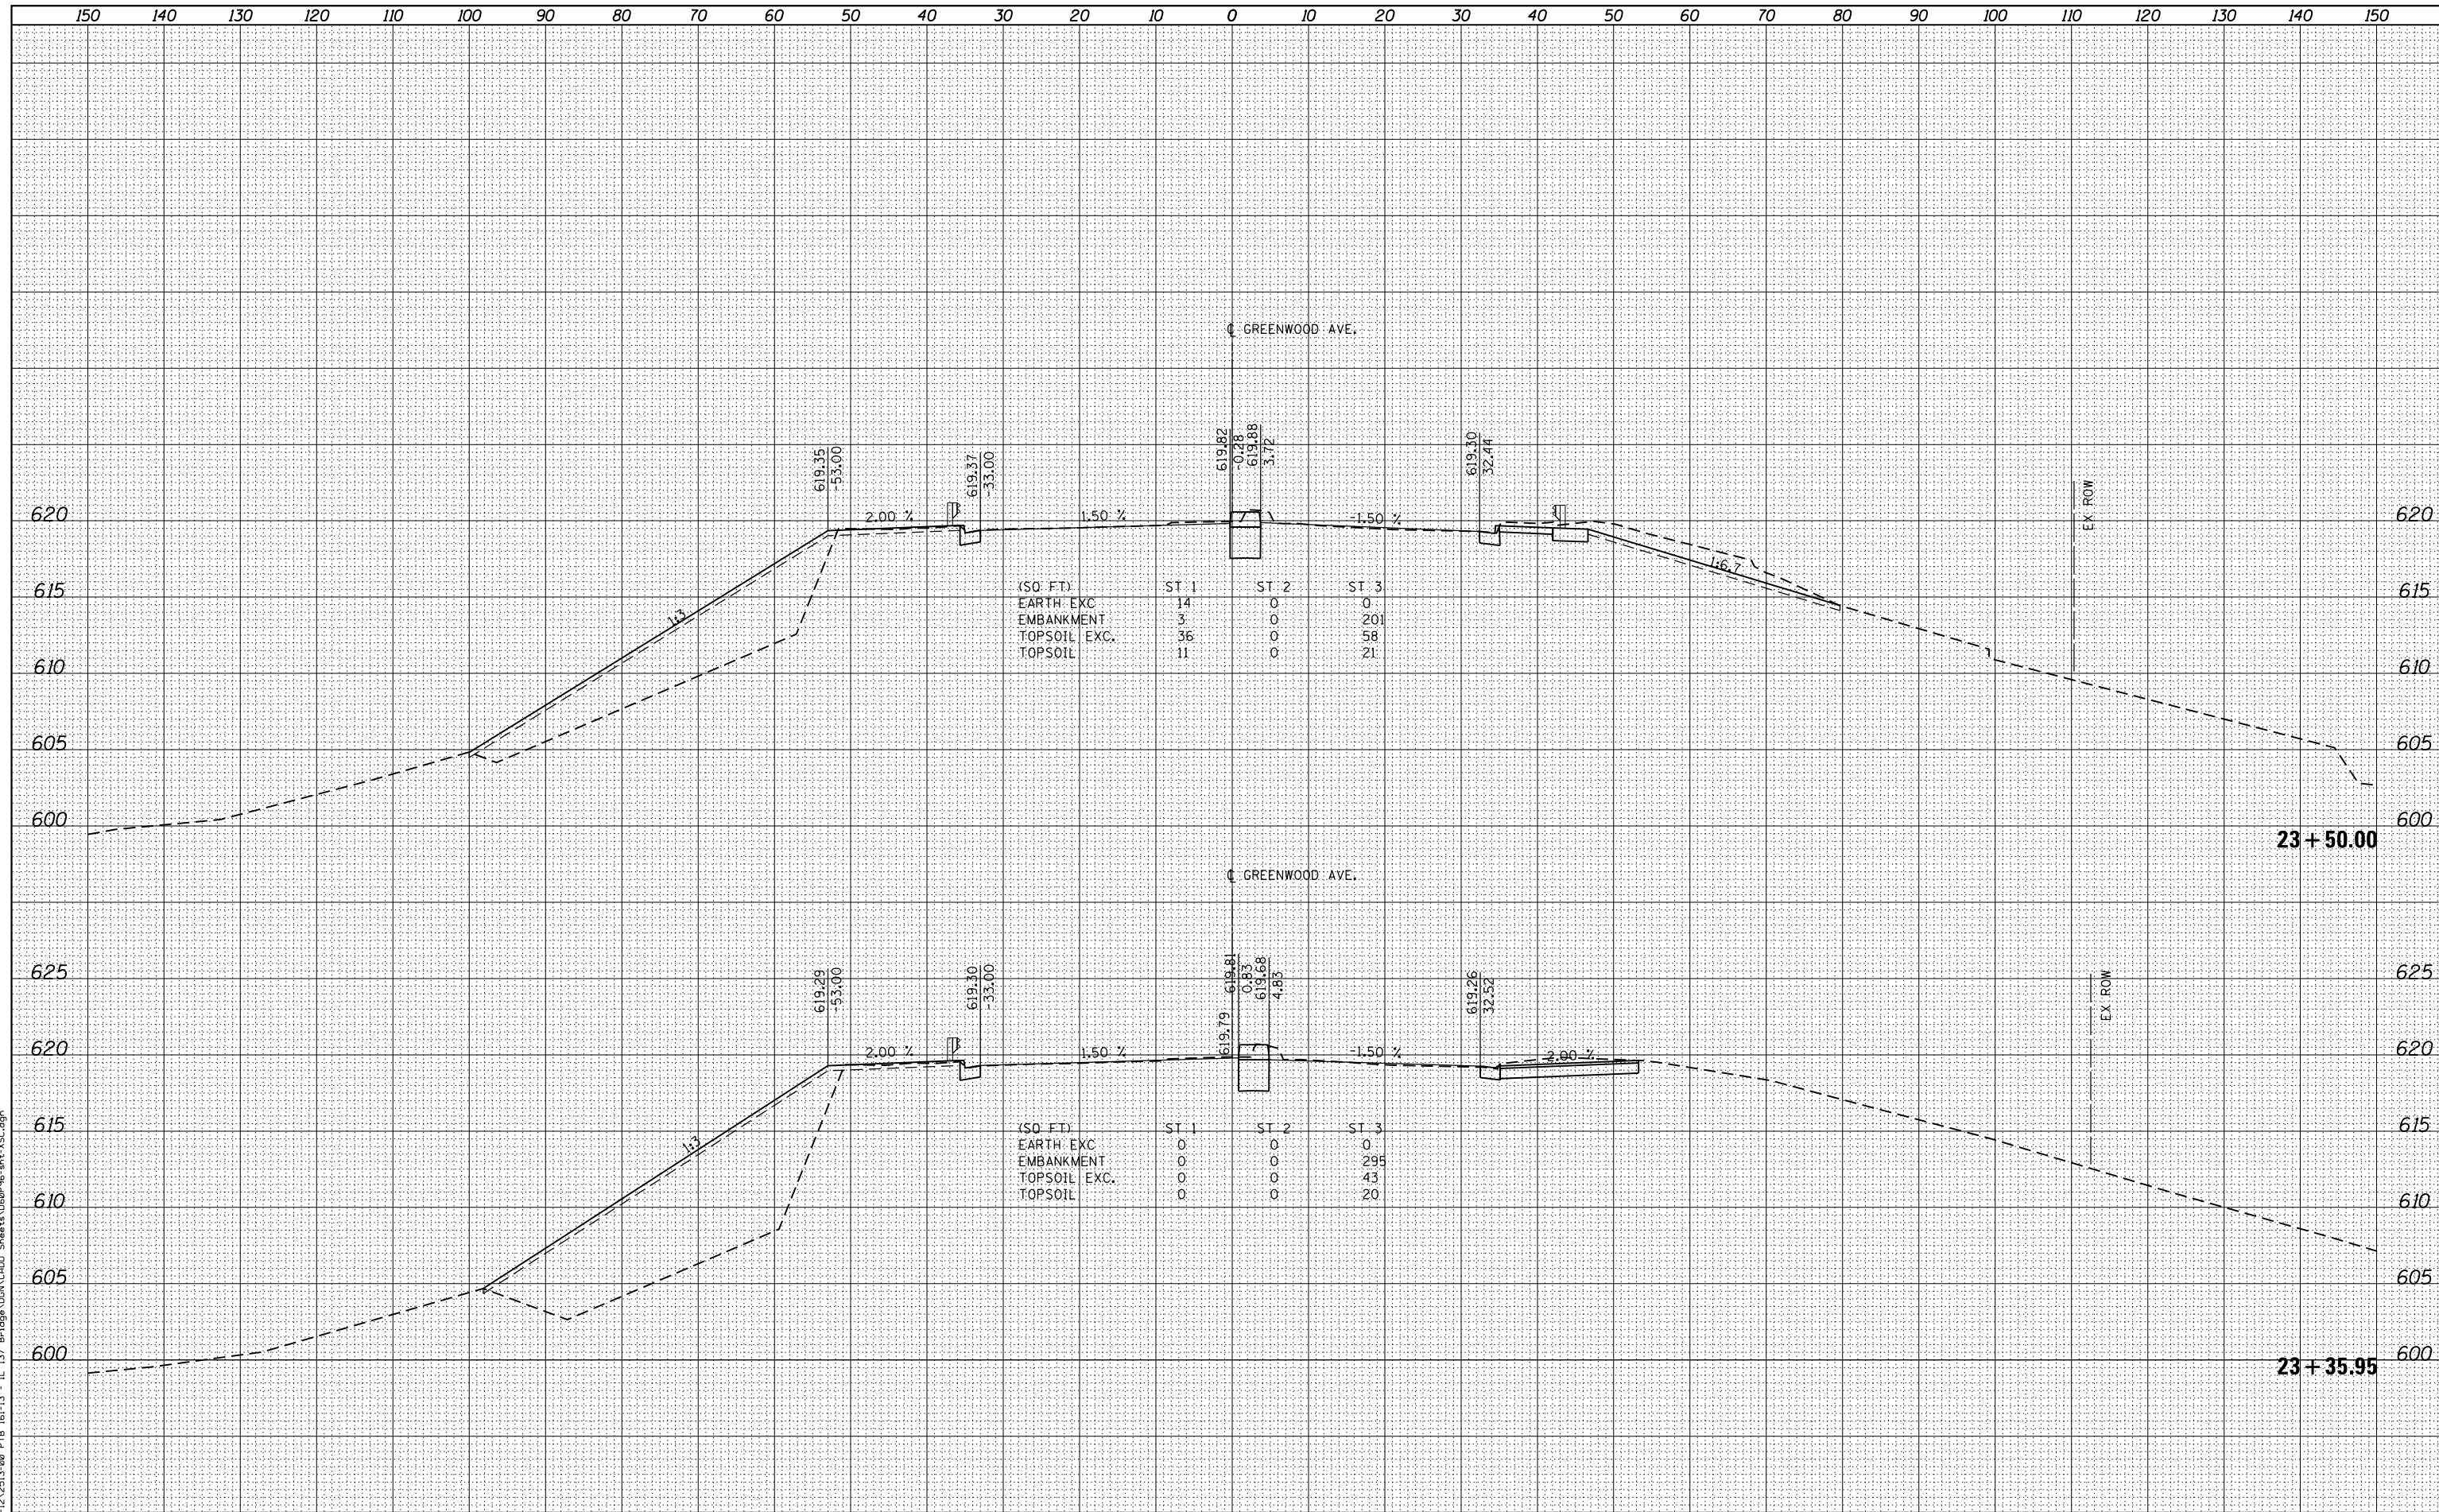 150 140 130 120 110 100 90 80 70 60 50 40 30 20 10 0 10 20 30 40 50 60 70 80 90 100 110 120 130 140 150
℄ GREENWOOD AVE.
619.35
-53.00
619.37
-33.00
619.82
-0.28
619.88
3.72
619.30
32.44
EX ROW
620 2.00 % 1.50 % -1.50 % 620
1:3
1:6.7
615 615
(SQ FT) ST 1 ST 2 ST 3
EARTH EXC 14 0 0
EMBANKMENT 3 0 201
TOPSOIL EXC. 36 0 58
TOPSOIL 11 0 21
610 610
605 605
600 600
23+50.00
℄ GREENWOOD AVE.
625 625
619.29
-53.00
619.30
-33.00
619.79
619.81
0.83
619.68
4.83
619.26
32.52
EX ROW
620 2.00 % 1.50 % -1.50 % 2.00 % 620
1:3
615 615
(SQ FT) ST 1 ST 2 ST 3
EARTH EXC 0 0 0
EMBANKMENT 0 0 295
TOPSOIL EXC. 0 0 43
TOPSOIL 0 0 20
610 610
605 605
600 600
23+35.95